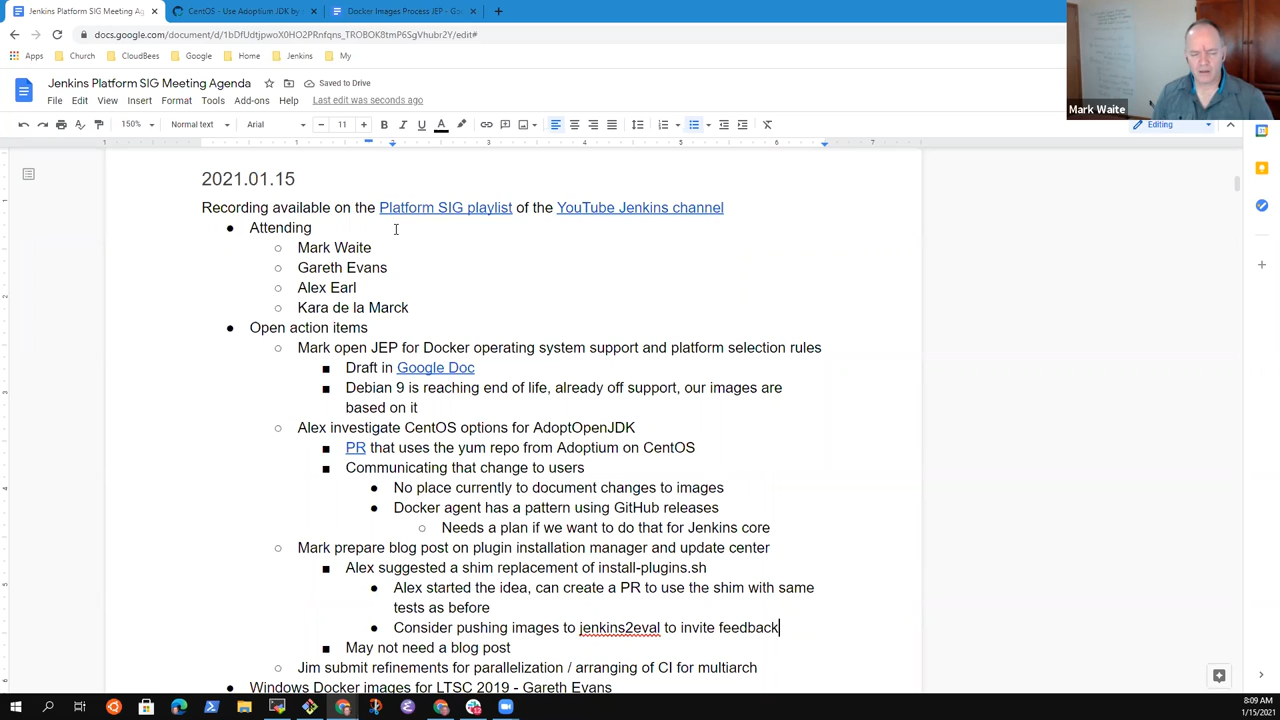 Jenkins Platform SIG Meeting Agenda
CentOS - Use Adoptium JDK by
Docker Images Process JEP - Go
docs.google.com/document/d/1bDfUdtjpwoX0HO2PRnfqns_TROBOK8tmP6SgVhubr2Y/edit#
Apps
Church
CloudBees
Google
Home
Jenkins
My
Jenkins Platform SIG Meeting Agenda
Saved to Drive
File Edit View Insert Format Tools Add-ons Help Last edit was seconds ago
Mark Waite
150% Normal text Arial 11 Editing
1 2 3 4 5 6 7
2021.01.15
Recording available on the Platform SIG playlist of the YouTube Jenkins channel
Attending
Mark Waite
Gareth Evans
Alex Earl
Kara de la Marck
Open action items
Mark open JEP for Docker operating system support and platform selection rules
Draft in Google Doc
Debian 9 is reaching end of life, already off support, our images are
based on it
Alex investigate CentOS options for AdoptOpenJDK
PR that uses the yum repo from Adoptium on CentOS
Communicating that change to users
No place currently to document changes to images
Docker agent has a pattern using GitHub releases
Needs a plan if we want to do that for Jenkins core
Mark prepare blog post on plugin installation manager and update center
Alex suggested a shim replacement of install-plugins.sh
Alex started the idea, can create a PR to use the shim with same
tests as before
Consider pushing images to jenkins2eval to invite feedback
May not need a blog post
Jim submit refinements for parallelization / arranging of CI for multiarch
Windows Docker images for LTSC 2019 - Gareth Evans
8:09 AM
1/15/2021